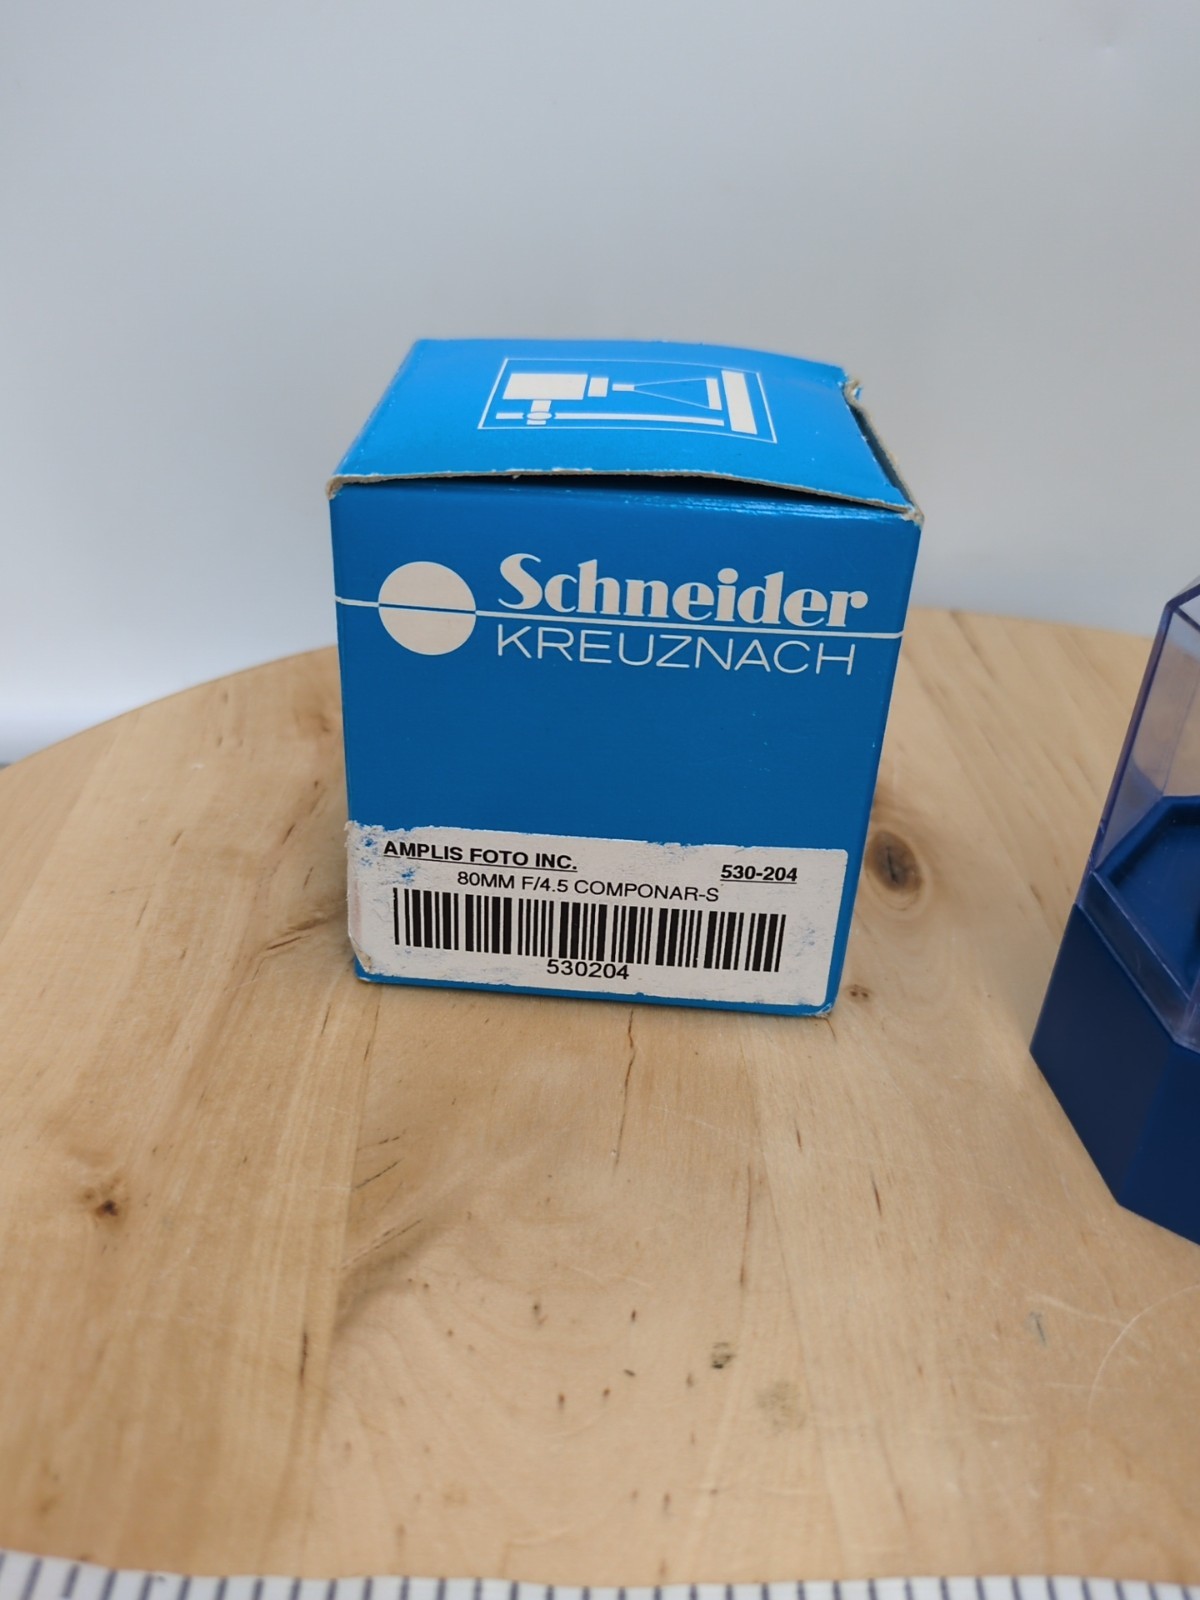 Schneider
KREUZNACH
AMPLIS FOTO INC. 530-204
80MM F/4.5 COMPONAR-S
530204